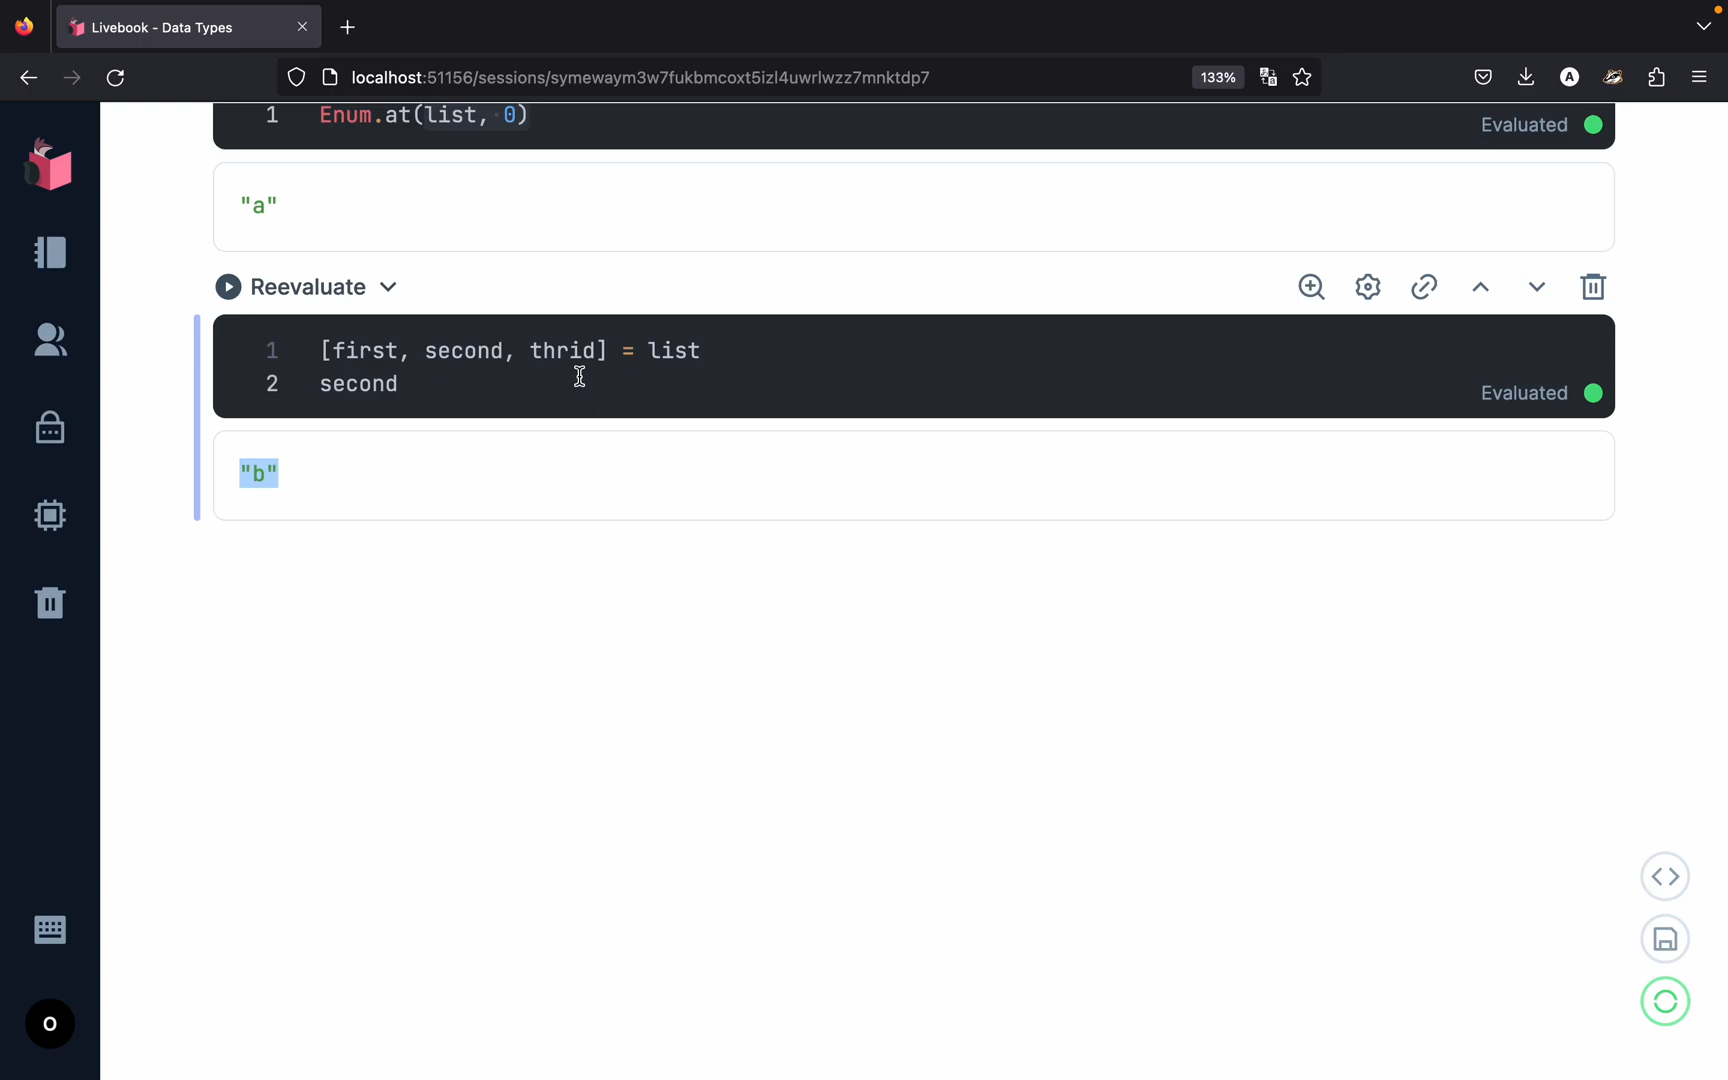 Livebook - Data Types
localhost:51156/sessions/symewaym3w7fukbmcoxt5izl4uwrlwzz7mnktdp7
133%
A
1 Enum.at(list, 0)
Evaluated
"a"
Reevaluate
1 [first, second, thrid] = list
2 second
Evaluated
"b"
O